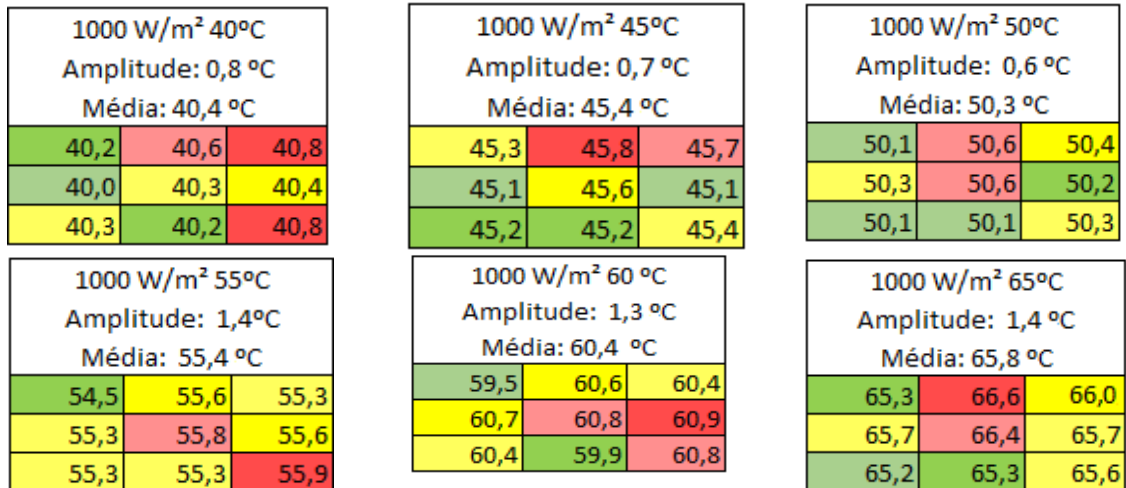 1000 W/m² 40ºC
Amplitude: 0,8 ºC
Média: 40,4 ºC
40,2 40,6 40,8
40,0 40,3 40,4
40,3 40,2 40,8
1000 W/m² 45ºC
Amplitude: 0,7 ºC
Média: 45,4 ºC
45,3 45,8 45,7
45,1 45,6 45,1
45,2 45,2 45,4
1000 W/m² 50ºC
Amplitude: 0,6 ºC
Média: 50,3 ºC
50,1 50,6 50,4
50,3 50,6 50,2
50,1 50,1 50,3
1000 W/m² 55ºC
Amplitude: 1,4ºC
Média: 55,4 ºC
54,5 55,6 55,3
55,3 55,8 55,6
55,3 55,3 55,9
1000 W/m² 60 ºC
Amplitude: 1,3 ºC
Média: 60,4 ºC
59,5 60,6 60,4
60,7 60,8 60,9
60,4 59,9 60,8
1000 W/m² 65ºC
Amplitude: 1,4 ºC
Média: 65,8 ºC
65,3 66,6 66,0
65,7 66,4 65,7
65,2 65,3 65,6